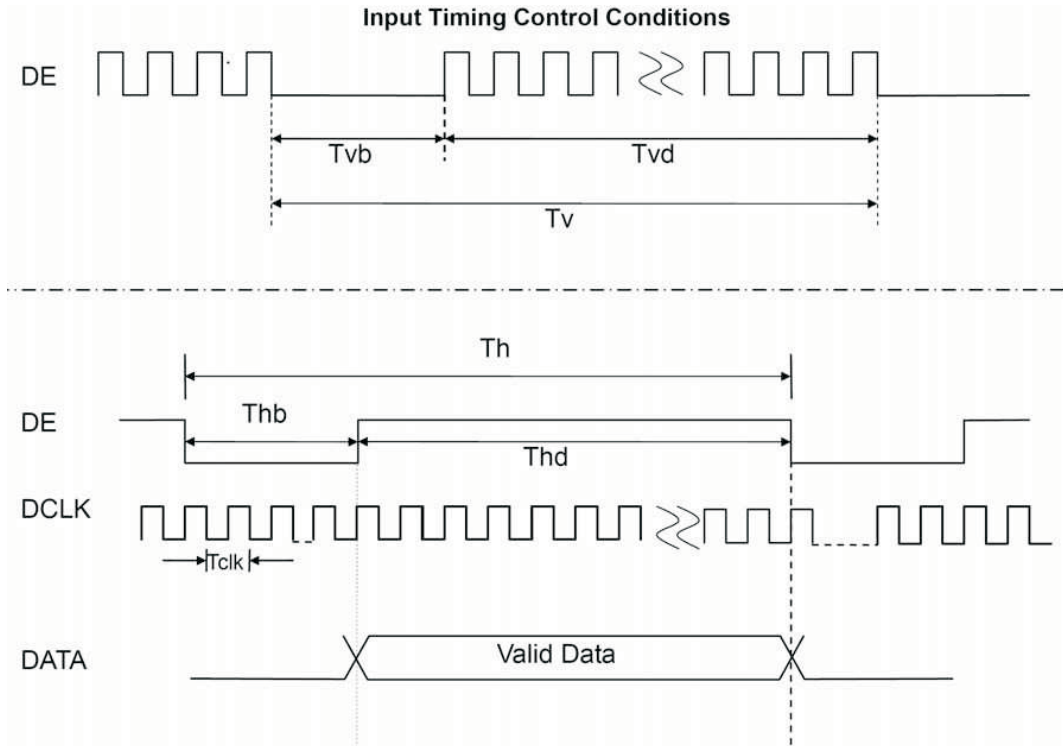 Input Timing Control Conditions
DE
Tvb
Tvd
Tv
Th
DE
Thb
Thd
DCLK
Tclk
DATA
Valid Data